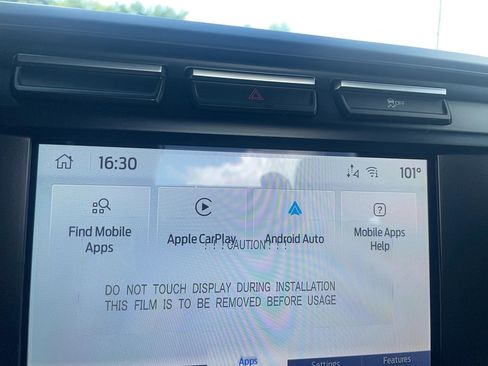 OFF
16:30
101°
Find Mobile
Apps
Apple CarPlay
Android Auto
Mobile Apps
Help
!!!CAUTION!!!
DO NOT TOUCH DISPLAY DURING INSTALLATION
THIS FILM IS TO BE REMOVED BEFORE USAGE
Apps
Settings
Features